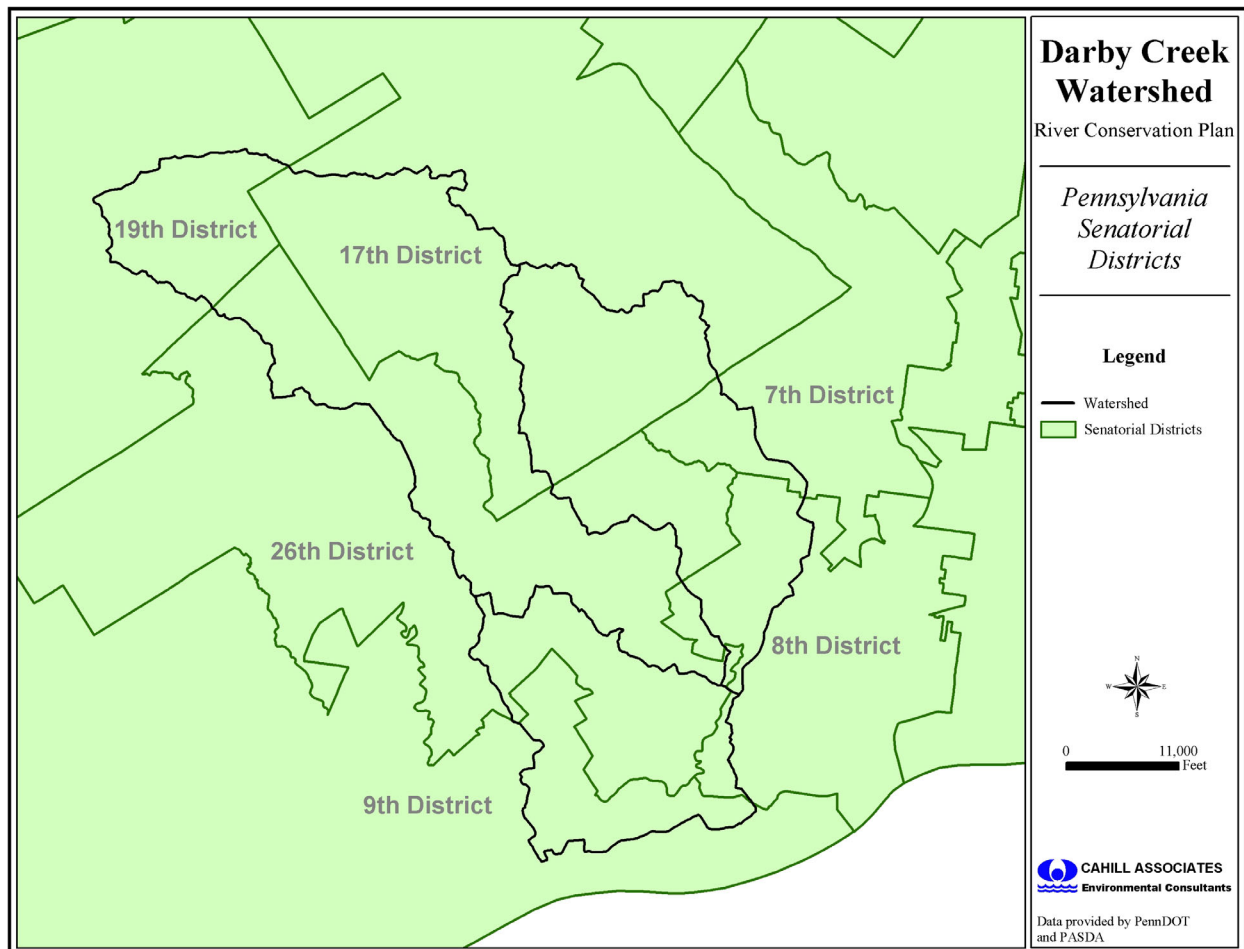 19th District
17th District
7th District
26th District
8th District
9th District
Darby Creek
Watershed
River Conservation Plan
Pennsylvania
Senatorial
Districts
Legend
Watershed
Senatorial Districts
N
W E
S
0 11,000
Feet
CAHILL ASSOCIATES
Environmental Consultants
Data provided by PennDOT
and PASDA